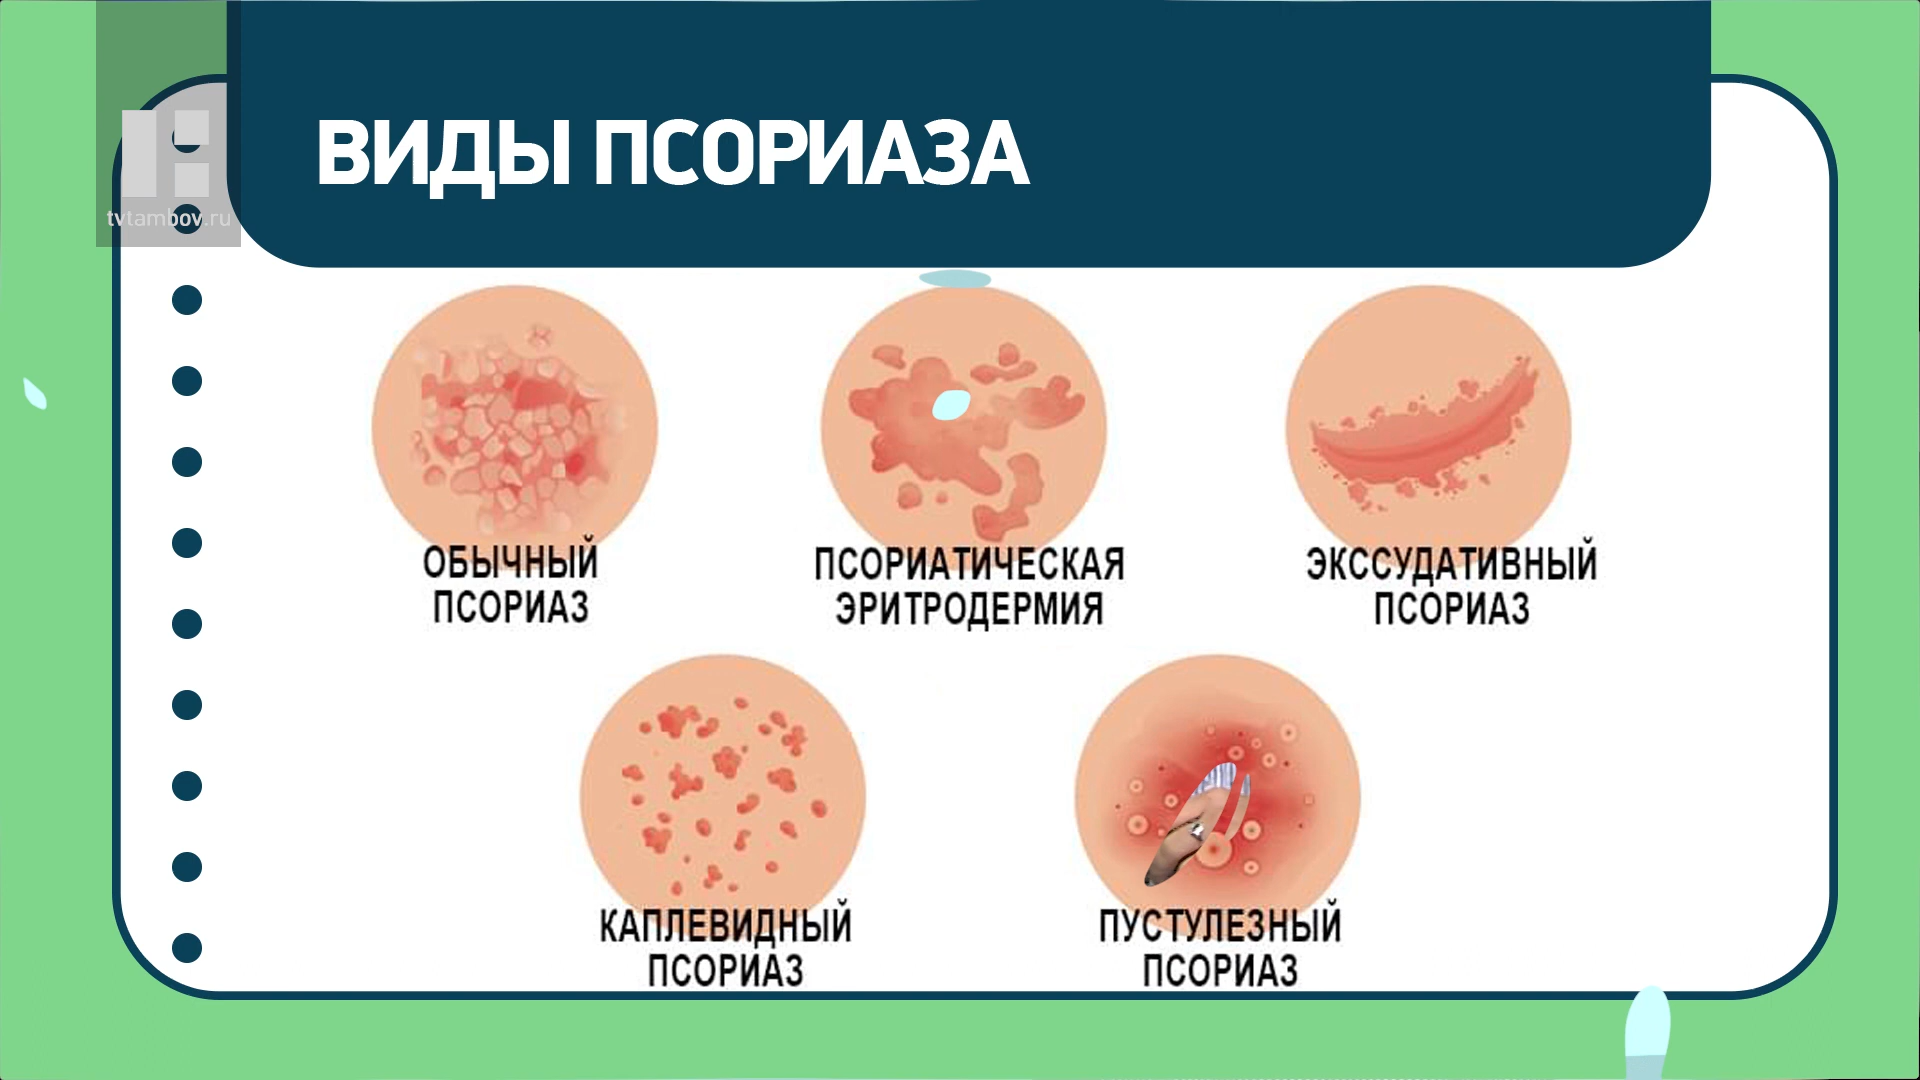 ВИДЫ ПСОРИАЗА
tvtambov.ru
ОБЫЧНЫЙ
ПСОРИАЗ
ПСОРИАТИЧЕСКАЯ
ЭРИТРОДЕРМИЯ
ЭКССУДАТИВНЫЙ
ПСОРИАЗ
КАПЛЕВИДНЫЙ
ПСОРИАЗ
ПУСТУЛЕЗНЫЙ
ПСОРИАЗ